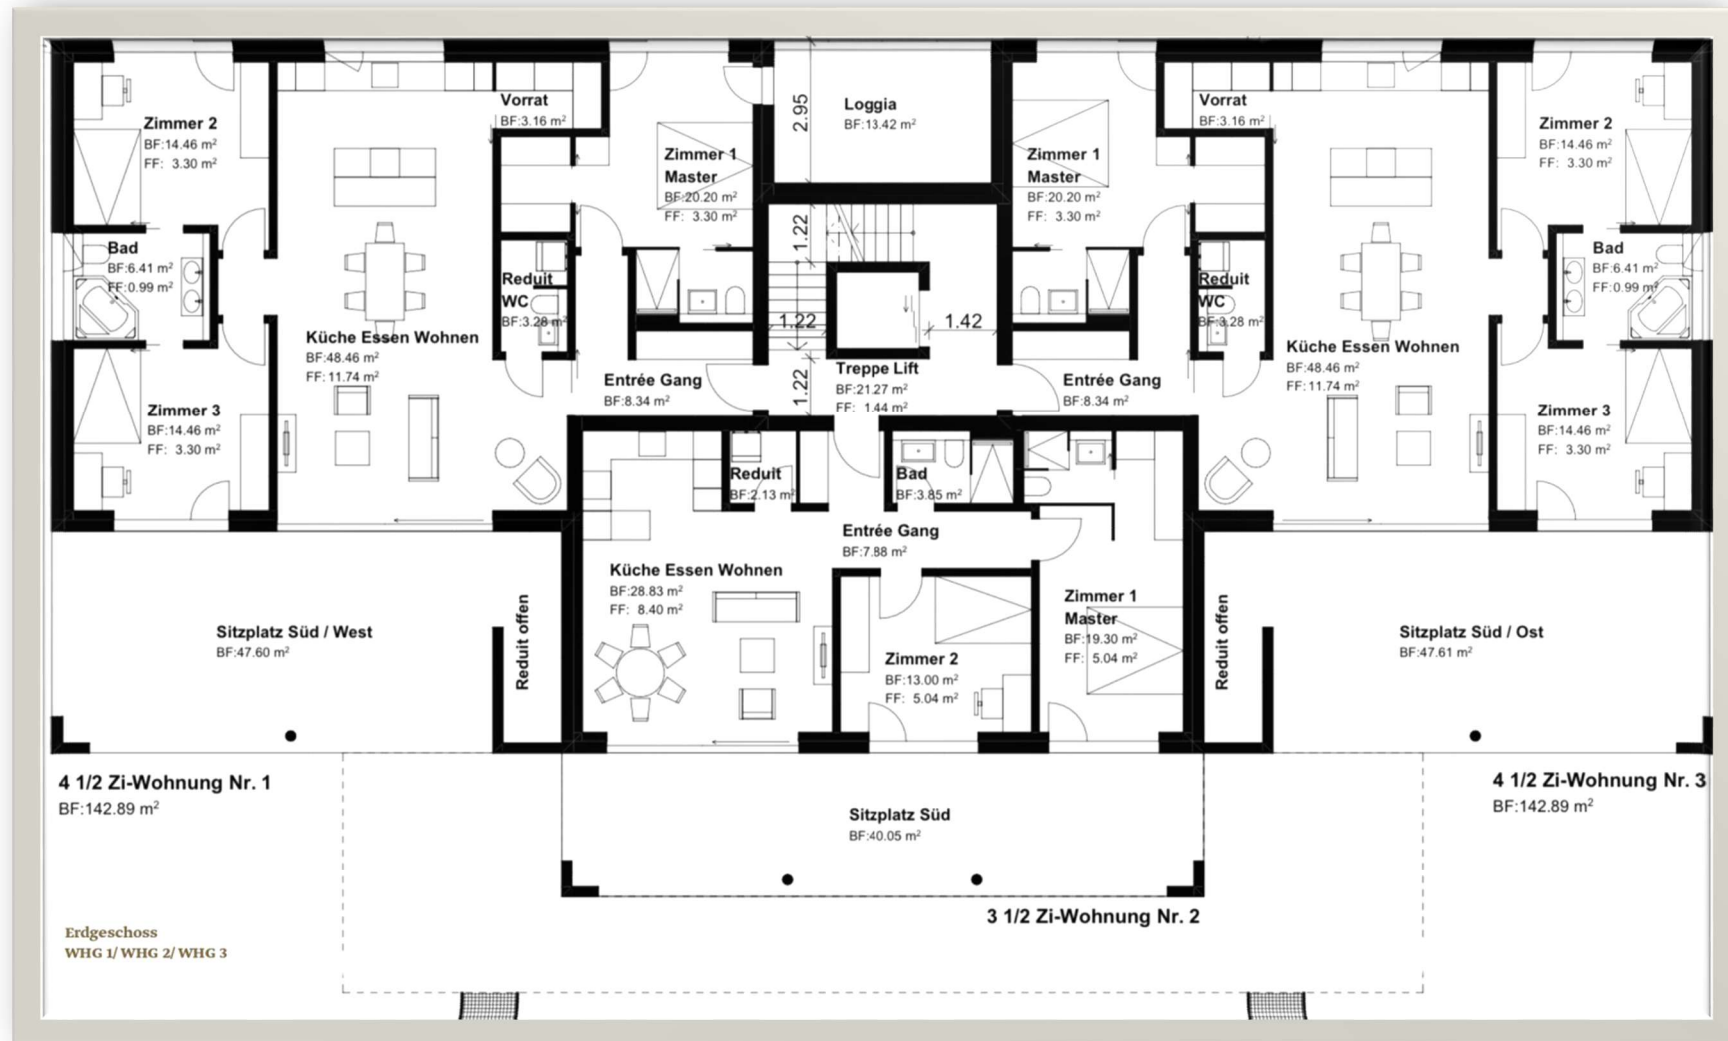 Zimmer 2
BF:14.46 m²
FF: 3.30 m²
Vorrat
BF:3.16 m²
Zimmer 1
Master
BF:20.20 m²
FF: 3.30 m²
2.95
Loggia
BF:13.42 m²
Zimmer 1
Master
BF:20.20 m²
FF: 3.30 m²
Vorrat
BF:3.16 m²
Zimmer 2
BF:14.46 m²
FF: 3.30 m²
Bad
BF:6.41 m²
FF:0.99 m²
Reduit
WC
BF:3.28 m²
1.22
1.22
1.42
1.22
Reduit
WC
BF:3.28 m²
Bad
BF:6.41 m²
FF:0.99 m²
Küche Essen Wohnen
BF:48.46 m²
FF: 11.74 m²
Entrée Gang
BF:8.34 m²
Treppe Lift
BF:21.27 m²
FF: 1.44 m²
Entrée Gang
BF:8.34 m²
Küche Essen Wohnen
BF:48.46 m²
FF: 11.74 m²
Zimmer 3
BF:14.46 m²
FF: 3.30 m²
Zimmer 3
BF:14.46 m²
FF: 3.30 m²
Reduit
BF:2.13 m²
Bad
BF:3.85 m²
Entrée Gang
BF:7.88 m²
Küche Essen Wohnen
BF:28.83 m²
FF: 8.40 m²
Zimmer 2
BF:13.00 m²
FF: 5.04 m²
Zimmer 1
Master
BF:19.30 m²
FF: 5.04 m²
Sitzplatz Süd / West
BF:47.60 m²
Reduit offen
Reduit offen
Sitzplatz Süd / Ost
BF:47.61 m²
4 1/2 Zi-Wohnung Nr. 1
BF:142.89 m²
Sitzplatz Süd
BF:40.05 m²
4 1/2 Zi-Wohnung Nr. 3
BF:142.89 m²
3 1/2 Zi-Wohnung Nr. 2
Erdgeschoss
WHG 1/ WHG 2/ WHG 3